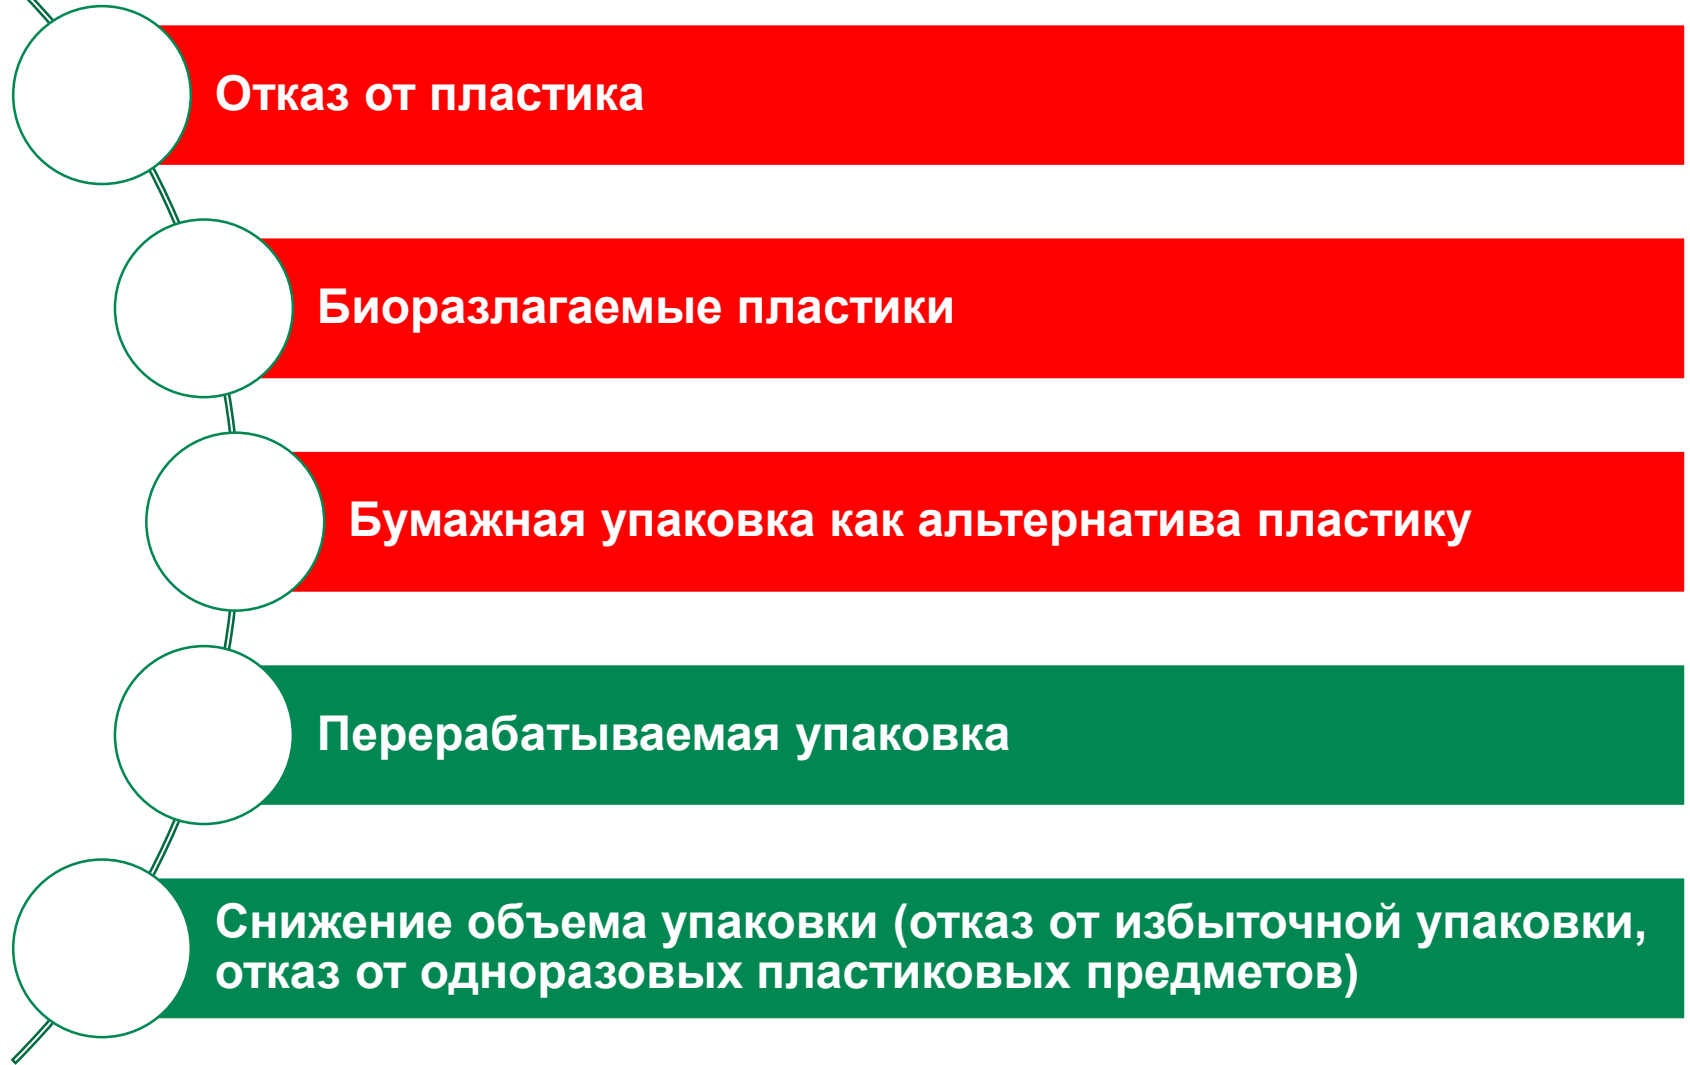 Отказ от пластика
Биоразлагаемые пластики
Бумажная упаковка как альтернатива пластику
Перерабатываемая упаковка
Снижение объема упаковки (отказ от избыточной упаковки,
отказ от одноразовых пластиковых предметов)